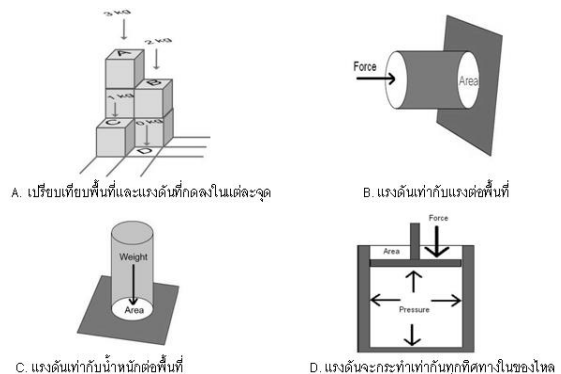 3 kg
2 kg
A
B
1 kg
C
0 kg
D
A. เปรียบเทียบพื้นที่และแรงดันที่กดลงในแต่ละจุด
Force
Area
B. แรงดันเท่ากับแรงต่อพื้นที่
Weight
Area
C. แรงดันเท่ากับน้ำหนักต่อพื้นที่
Force
Area
Pressure
D. แรงดันจะกระทำเท่ากันทุกทิศทางในของไหล